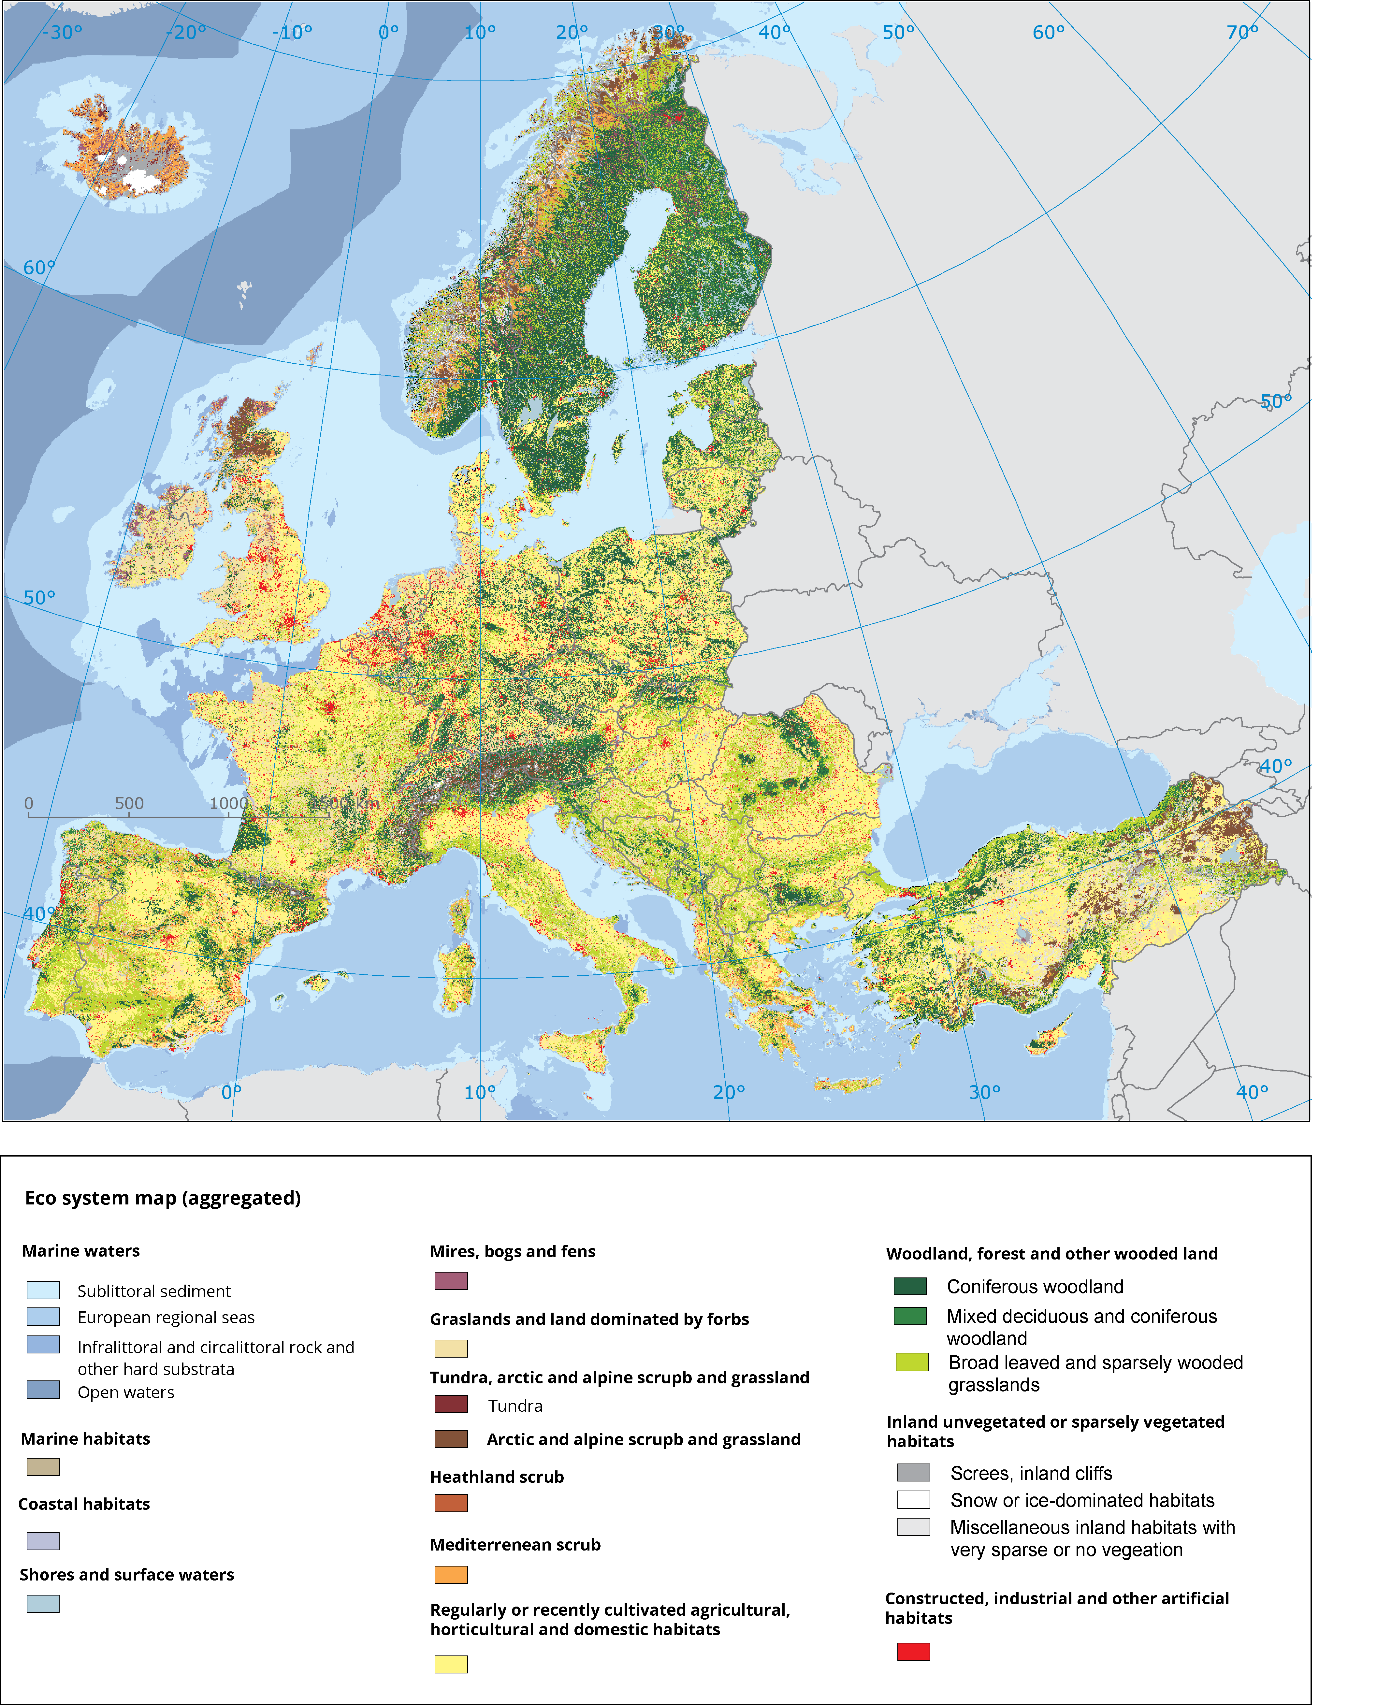 -30° -20° -10° 0° 10° 20° 30° 40° 50° 60° 70°
60°
50°
50°
40°
0 500 1000 1500 km
40°
0° 10° 20° 30° 40°
Eco system map (aggregated)
Marine waters
Sublittoral sediment
European regional seas
Infralittoral and circalittoral rock and
other hard substrata
Open waters
Marine habitats
Coastal habitats
Shores and surface waters
Mires, bogs and fens
Graslands and land dominated by forbs
Tundra, arctic and alpine scrupb and grassland
Tundra
Arctic and alpine scrupb and grassland
Heathland scrub
Mediterrenean scrub
Regularly or recently cultivated agricultural,
horticultural and domestic habitats
Woodland, forest and other wooded land
Coniferous woodland
Mixed deciduous and coniferous
woodland
Broad leaved and sparsely wooded
grasslands
Inland unvegetated or sparsely vegetated
habitats
Screes, inland cliffs
Snow or ice-dominated habitats
Miscellaneous inland habitats with
very sparse or no vegeation
Constructed, industrial and other artificial
habitats